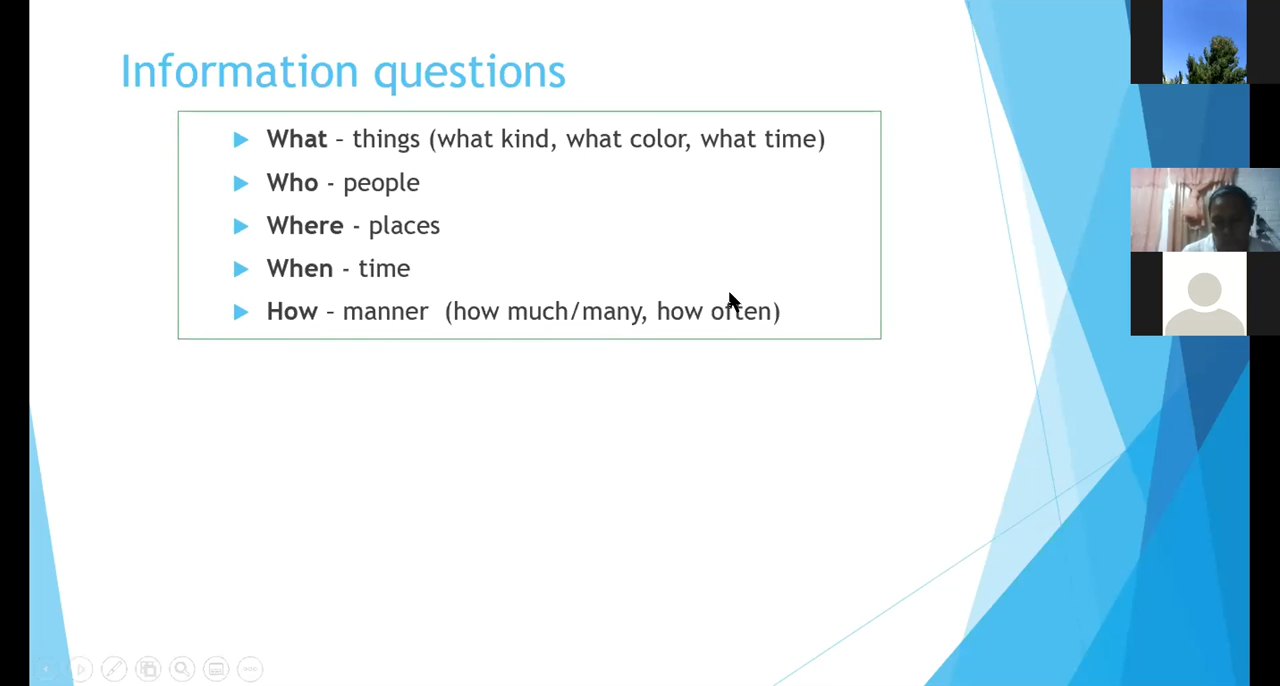 Information questions
What – things (what kind, what color, what time)
Who - people
Where - places
When - time
How – manner  (how much/many, how often)